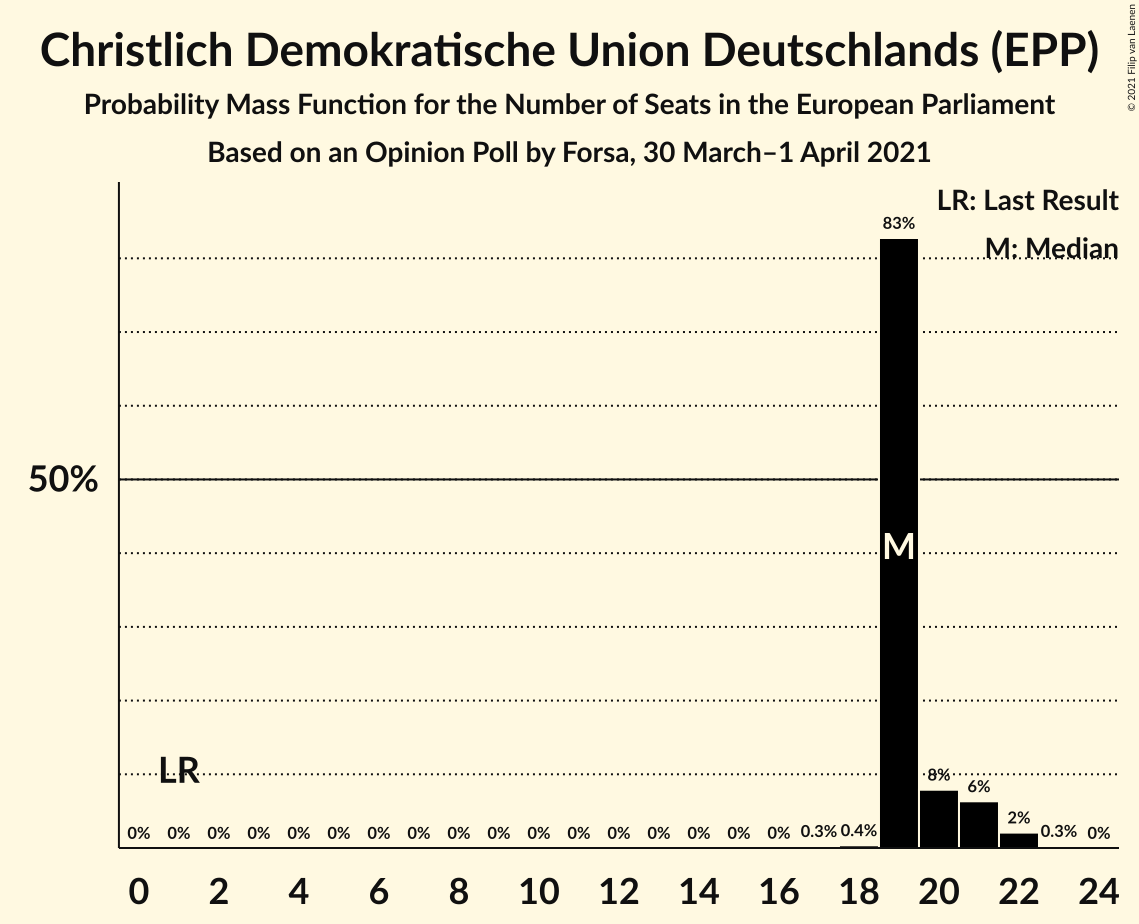 Christlich Demokratische Union Deutschlands (EPP)
Probability Mass Function for the Number of Seats in the European Parliament
Based on an Opinion Poll by Forsa, 30 March–1 April 2021
© 2021 Filip van Laenen
LR: Last Result
M: Median
83%
50%
M
LR
8%
6%
2%
0% 0% 0% 0% 0% 0% 0% 0% 0% 0% 0% 0% 0% 0% 0% 0% 0% 0.3% 0.4% 0.3% 0%
0 2 4 6 8 10 12 14 16 18 20 22 24